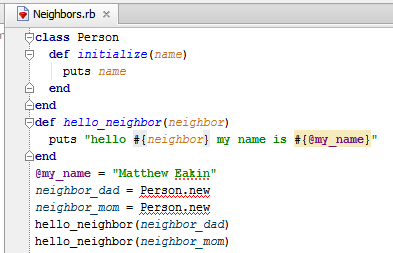 Neighbors.rb
class Person
  def initialize(name)
    puts name
  end
end
def hello_neighbor(neighbor)
  puts "hello #{neighbor} my name is #{@my_name}"
end
@my_name = "Matthew Eakin"
neighbor_dad = Person.new
neighbor_mom = Person.new
hello_neighbor(neighbor_dad)
hello_neighbor(neighbor_mom)